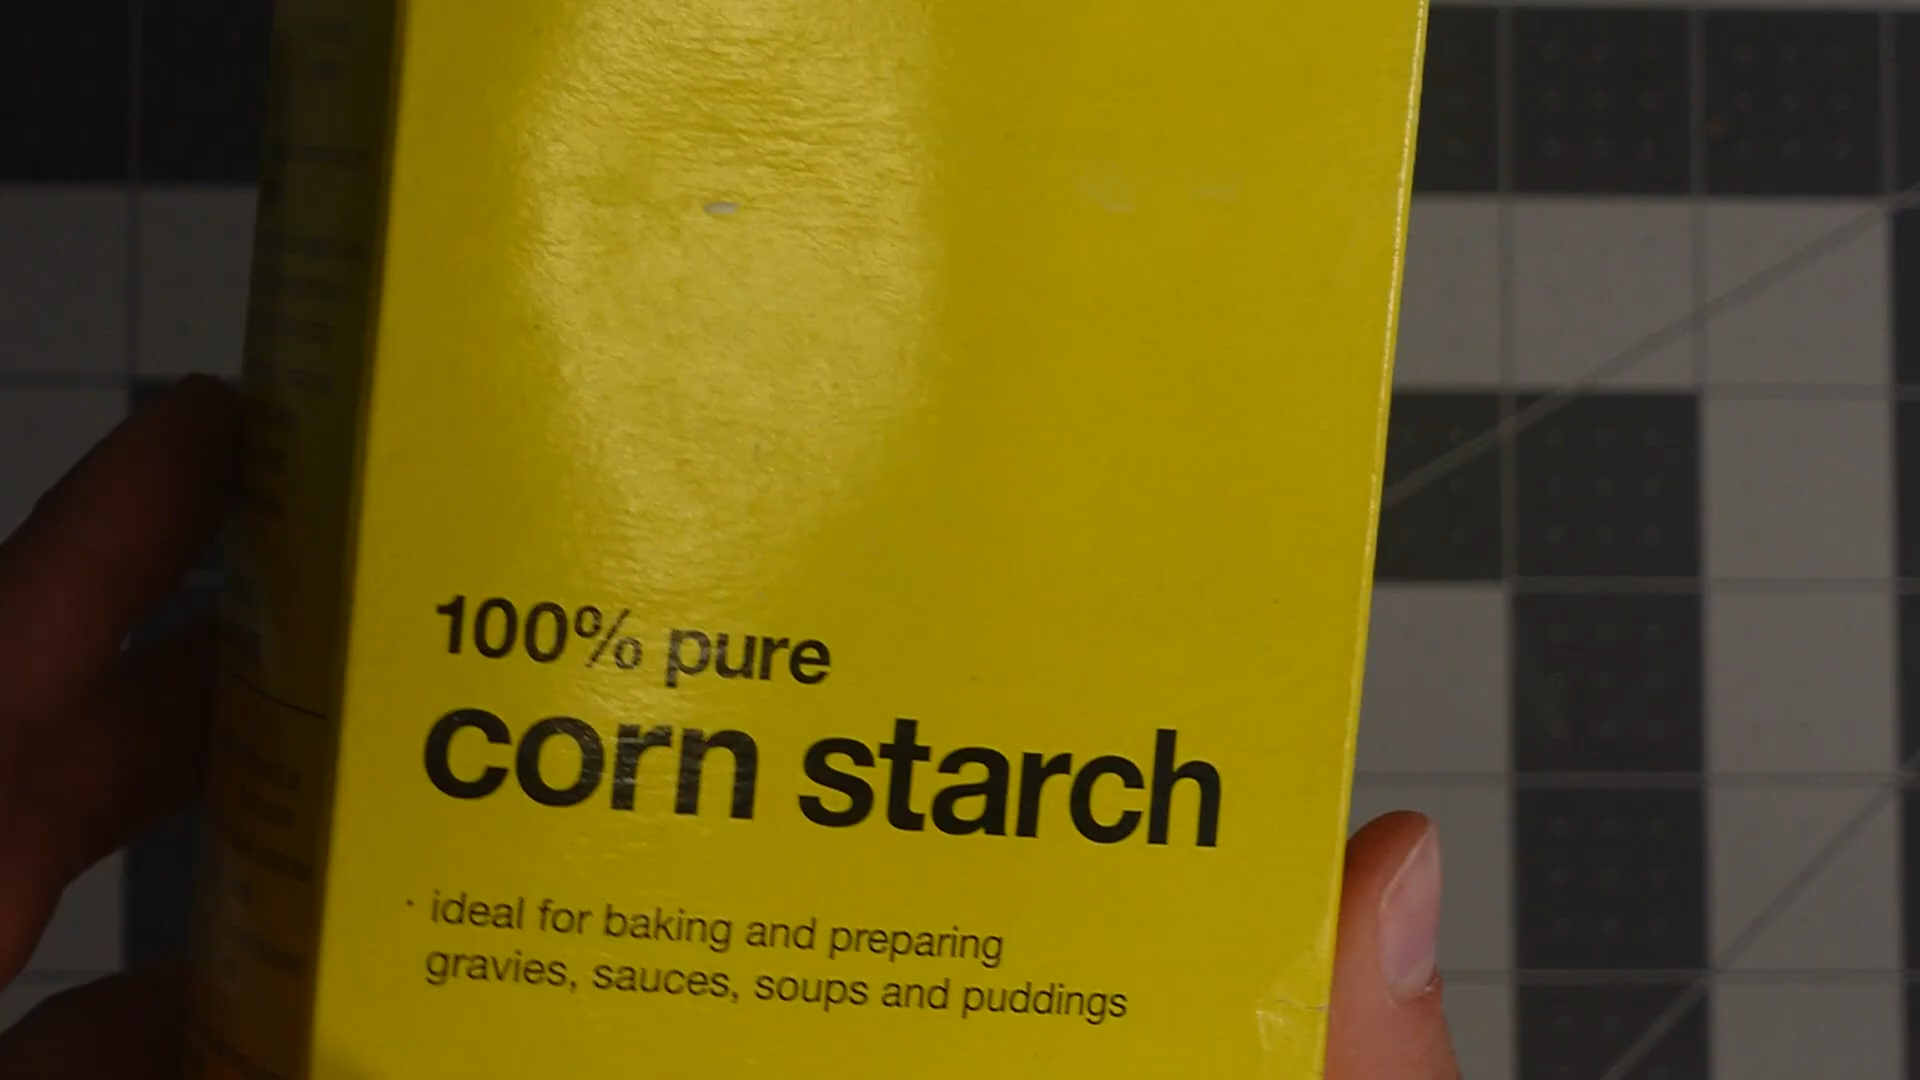 100% pure
corn starch
· ideal for baking and preparing
gravies, sauces, soups and puddings